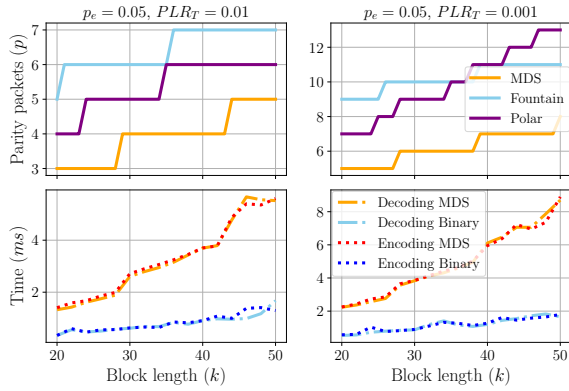 p_e = 0.05, PLR_T = 0.01
p_e = 0.05, PLR_T = 0.001
Parity packets (p)
7
6
5
4
3
12
10
8
6
MDS
Fountain
Polar
Time (ms)
4
2
20
30
40
50
Block length (k)
8
6
4
2
Decoding MDS
Decoding Binary
Encoding MDS
Encoding Binary
20
30
40
50
Block length (k)